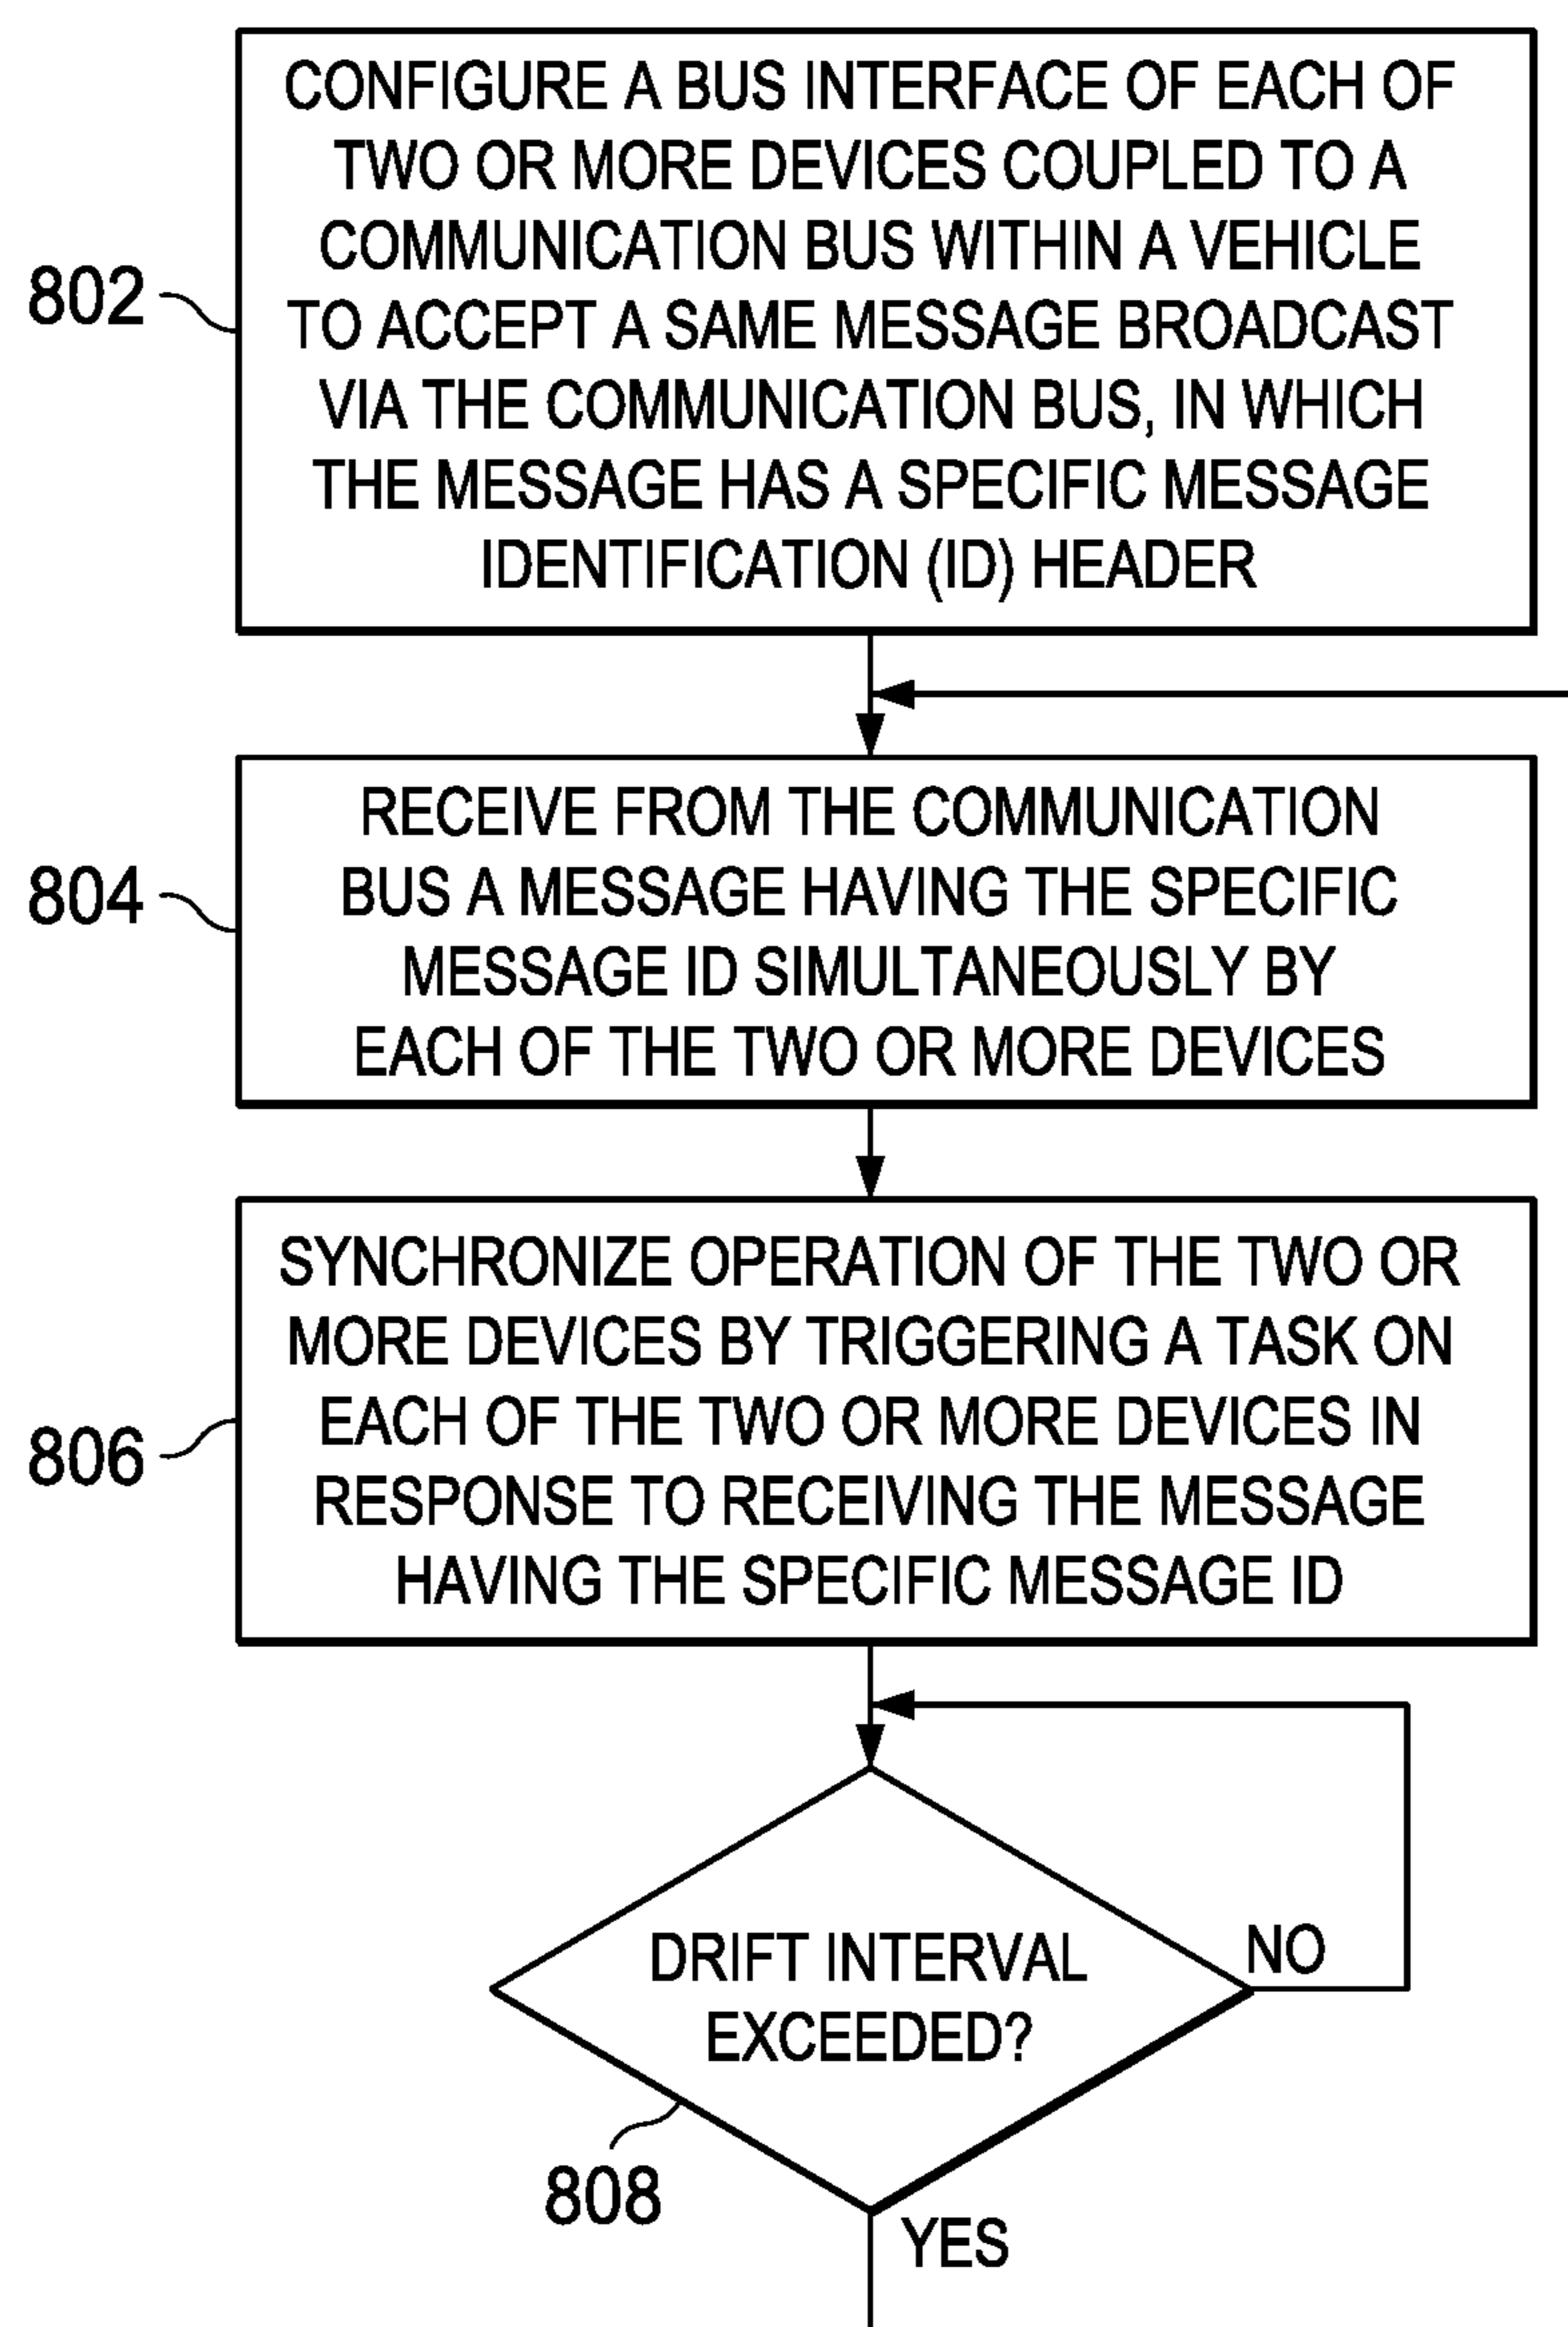 CONFIGURE A BUS INTERFACE OF EACH OF
TWO OR MORE DEVICES COUPLED TO A
COMMUNICATION BUS WITHIN A VEHICLE
TO ACCEPT A SAME MESSAGE BROADCAST
VIA THE COMMUNICATION BUS, IN WHICH
THE MESSAGE HAS A SPECIFIC MESSAGE
IDENTIFICATION (ID) HEADER
802
RECEIVE FROM THE COMMUNICATION
BUS A MESSAGE HAVING THE SPECIFIC
MESSAGE ID SIMULTANEOUSLY BY
EACH OF THE TWO OR MORE DEVICES
804
SYNCHRONIZE OPERATION OF THE TWO OR
MORE DEVICES BY TRIGGERING A TASK ON
EACH OF THE TWO OR MORE DEVICES IN
RESPONSE TO RECEIVING THE MESSAGE
HAVING THE SPECIFIC MESSAGE ID
806
DRIFT INTERVAL
EXCEEDED?
NO
808
YES